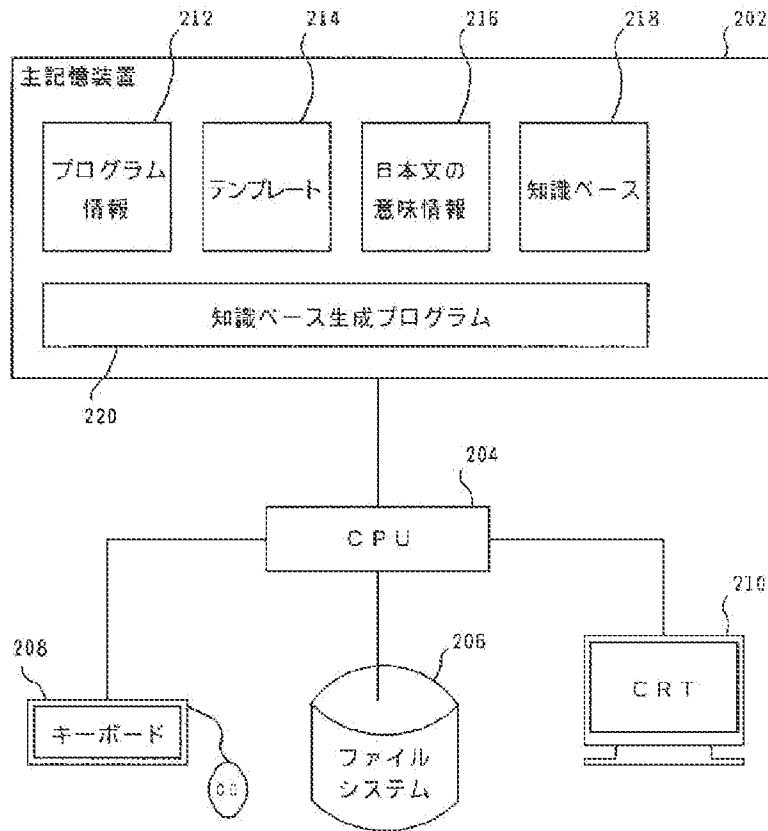 212
214
216
218
202
主記憶装置
プログラム
情報
テンプレート
日本文の
意味情報
知識ベース
知識ベース生成プログラム
220
204
CPU
210
208
206
キーボード
ファイル
システム
CRT